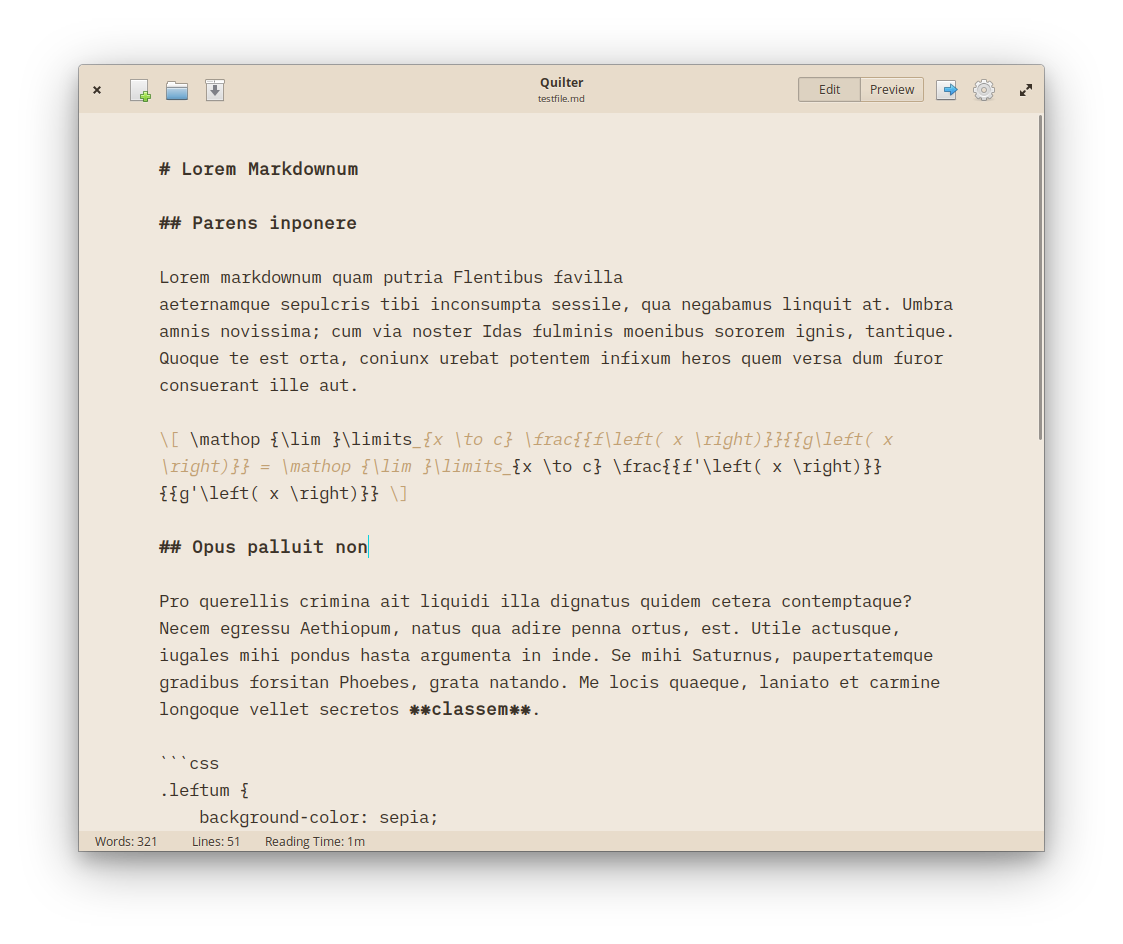 Quilter
testfile.md
Edit
Preview
# Lorem Markdownum
## Parens inponere
Lorem markdownum quam putria Flentibus favilla
aeternamque sepulcris tibi inconsumpta sessile, qua negabamus linquit at. Umbra
amnis novissima; cum via noster Idas fulminis moenibus sororem ignis, tantique.
Quoque te est orta, coniunx urebat potentem infixum heros quem versa dum furor
consuerant ille aut.
\[ \mathop {\lim }\limits_{x \to c} \frac{{f\left( x \right)}}{{g\left( x
\right)}} = \mathop {\lim }\limits_{x \to c} \frac{{f'\left( x \right)}}
{{g'\left( x \right)}} \]
## Opus palluit non
Pro querellis crimina ait liquidi illa dignatus quidem cetera contemptaque?
Necem egressu Aethiopum, natus qua adire penna ortus, est. Utile actusque,
iugales mihi pondus hasta argumenta in inde. Se mihi Saturnus, paupertatemque
gradibus forsitan Phoebes, grata natando. Me locis quaeque, laniato et carmine
longoque vellet secretos **classem**.
```css
.leftum {
    background-color: sepia;
Words: 321
Lines: 51
Reading Time: 1m